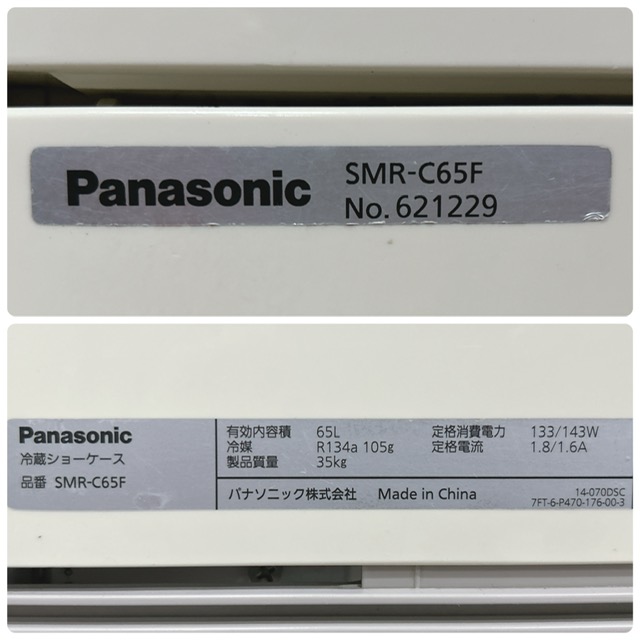 Panasonic
SMR-C65F
No. 621229
Panasonic
冷蔵ショーケース
品番 SMR-C65F
有効内容積 65L 定格消費電力 133/143W
冷媒 R134a 105g 定格電流 1.8/1.6A
製品質量 35kg
パナソニック株式会社 Made in China
14-070DSC
7FT-6-P470-176-00-3